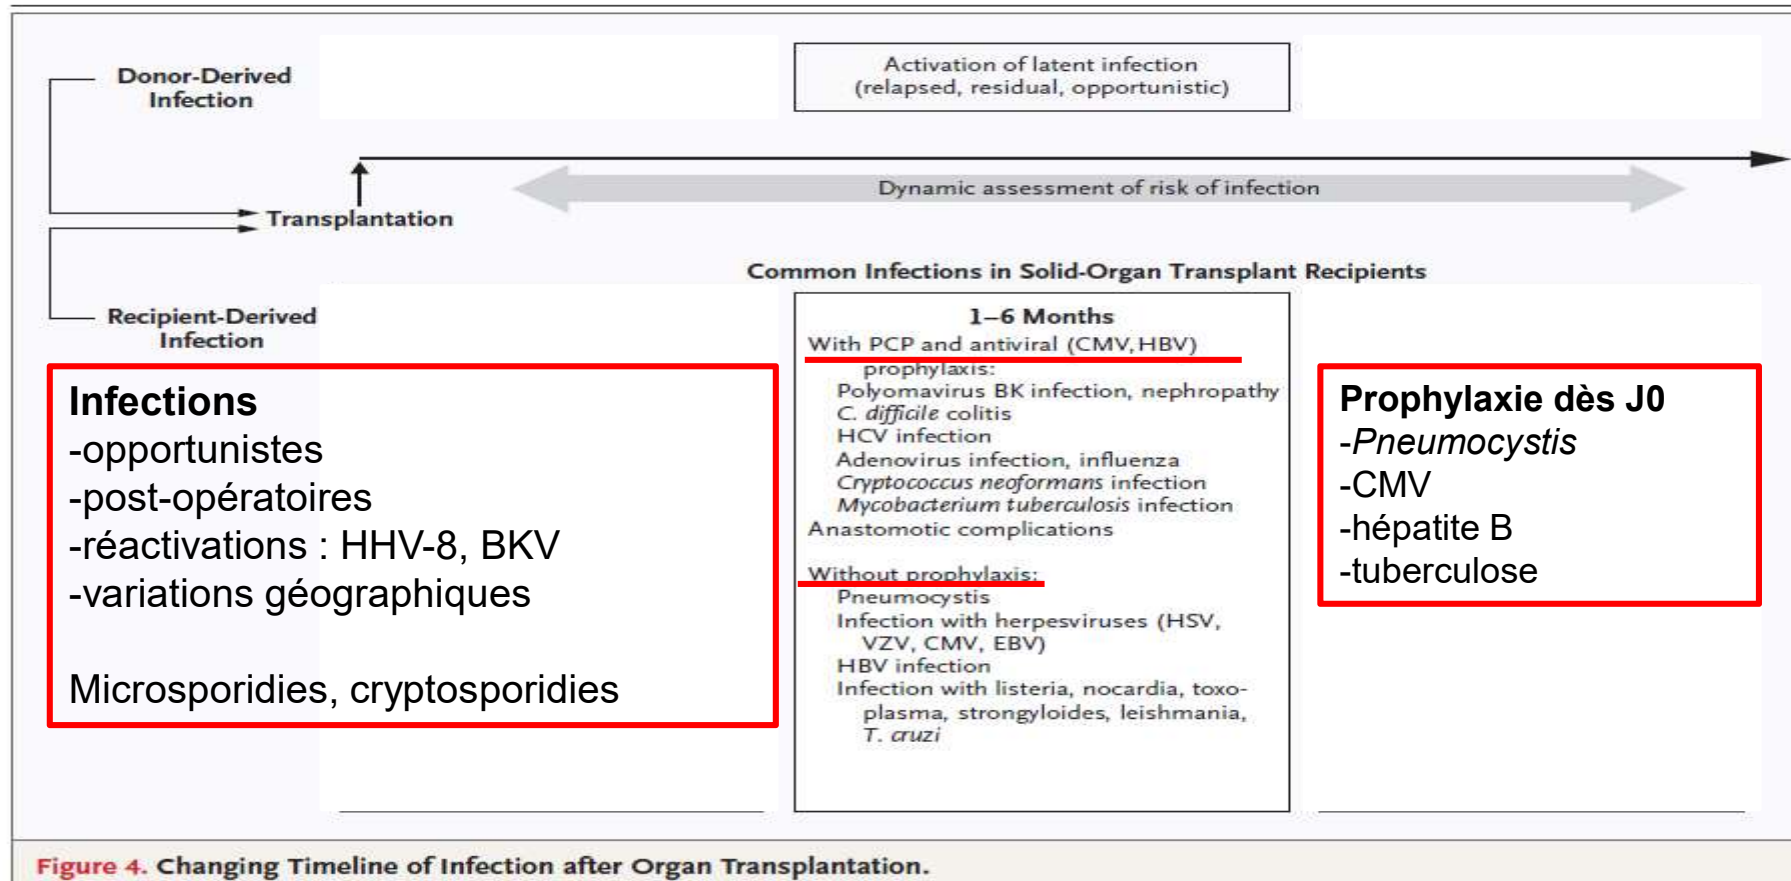 Donor-Derived
Infection
Activation of latent infection
(relapsed, residual, opportunistic)
Dynamic assessment of risk of infection
Transplantation
Common Infections in Solid-Organ Transplant Recipients
Recipient-Derived
Infection
Infections
-opportunistes
-post-opératoires
-réactivations : HHV-8, BKV
-variations géographiques
Microsporidies, cryptosporidies
1–6 Months
With PCP and antiviral (CMV, HBV)
prophylaxis:
Polyomavirus BK infection, nephropathy
C. difficile colitis
HCV infection
Adenovirus infection, influenza
Cryptococcus neoformans infection
Mycobacterium tuberculosis infection
Anastomotic complications
Without prophylaxis:
Pneumocystis
Infection with herpesviruses (HSV,
VZV, CMV, EBV)
HBV infection
Infection with listeria, nocardia, toxo-
plasma, strongyloides, leishmania,
T. cruzi
Prophylaxie dès J0
-Pneumocystis
-CMV
-hépatite B
-tuberculose
Figure 4. Changing Timeline of Infection after Organ Transplantation.